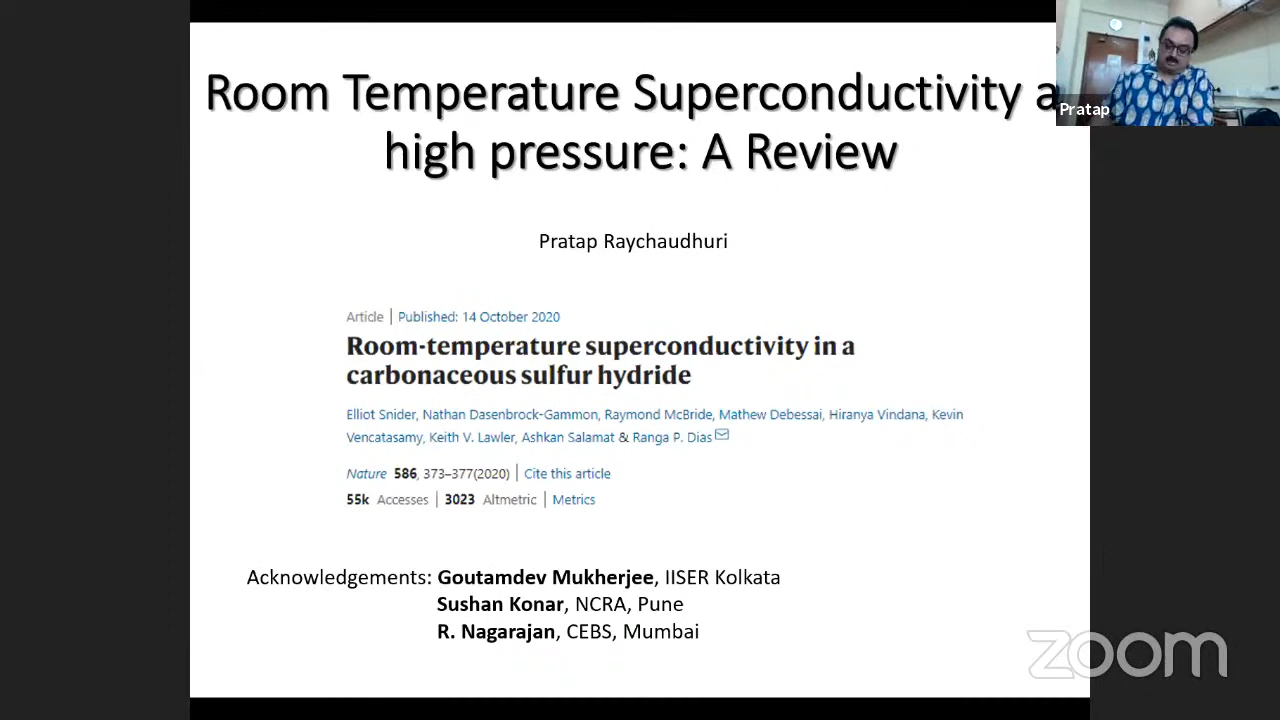 Room Temperature Superconductivity a
high pressure: A Review
Pratap
Pratap Raychaudhuri
Article | Published: 14 October 2020
Room-temperature superconductivity in a
carbonaceous sulfur hydride
Elliot Snider, Nathan Dasenbrock-Gammon, Raymond McBride, Mathew Debessai, Hiranya Vindana, Kevin
Vencatasamy, Keith V. Lawler, Ashkan Salamat & Ranga P. Dias
Nature 586, 373–377(2020) | Cite this article
55k Accesses | 3023 Altmetric | Metrics
Acknowledgements: Goutamdev Mukherjee, IISER Kolkata
Sushan Konar, NCRA, Pune
R. Nagarajan, CEBS, Mumbai
zoom